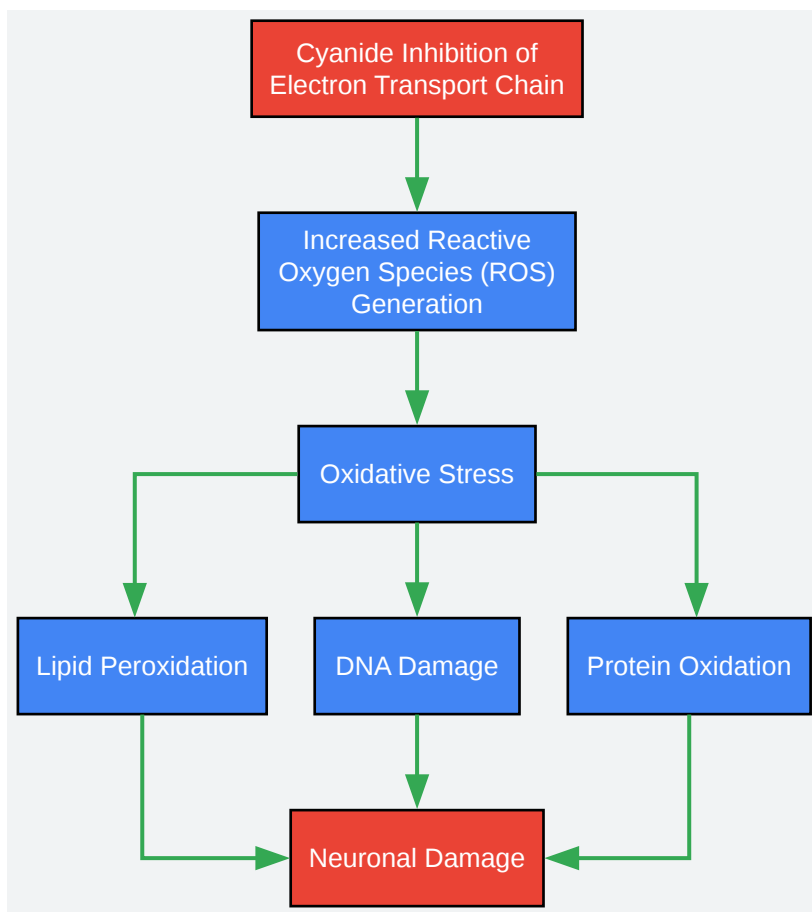 Cyanide Inhibition of
Electron Transport Chain
Increased Reactive
Oxygen Species (ROS)
Generation
Oxidative Stress
Lipid Peroxidation
DNA Damage
Protein Oxidation
Neuronal Damage